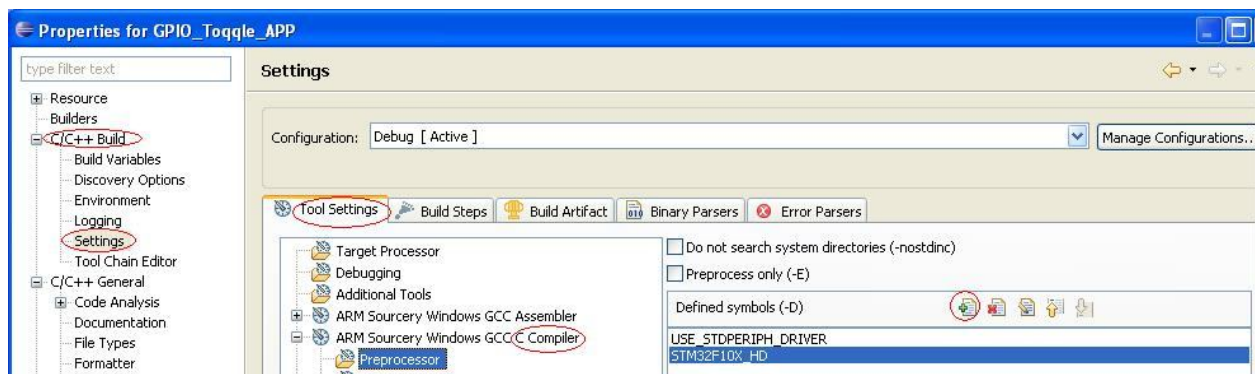 Properties for GPIO_Toqqle_APP
type filter text
Resource
Builders
C/C++ Build
Build Variables
Discovery Options
Environment
Logging
Settings
Tool Chain Editor
C/C++ General
Code Analysis
Documentation
File Types
Formatter
Settings
Configuration:
Debug [ Active ]
Manage Configurations..
Tool Settings
Build Steps
Build Artifact
Binary Parsers
Error Parsers
Target Processor
Debugging
Additional Tools
ARM Sourcery Windows GCC Assembler
ARM Sourcery Windows GCC C Compiler
Preprocessor
Do not search system directories (-nostdinc)
Preprocess only (-E)
Defined symbols (-D)
USE_STDPERIPH_DRIVER
STM32F10X_HD